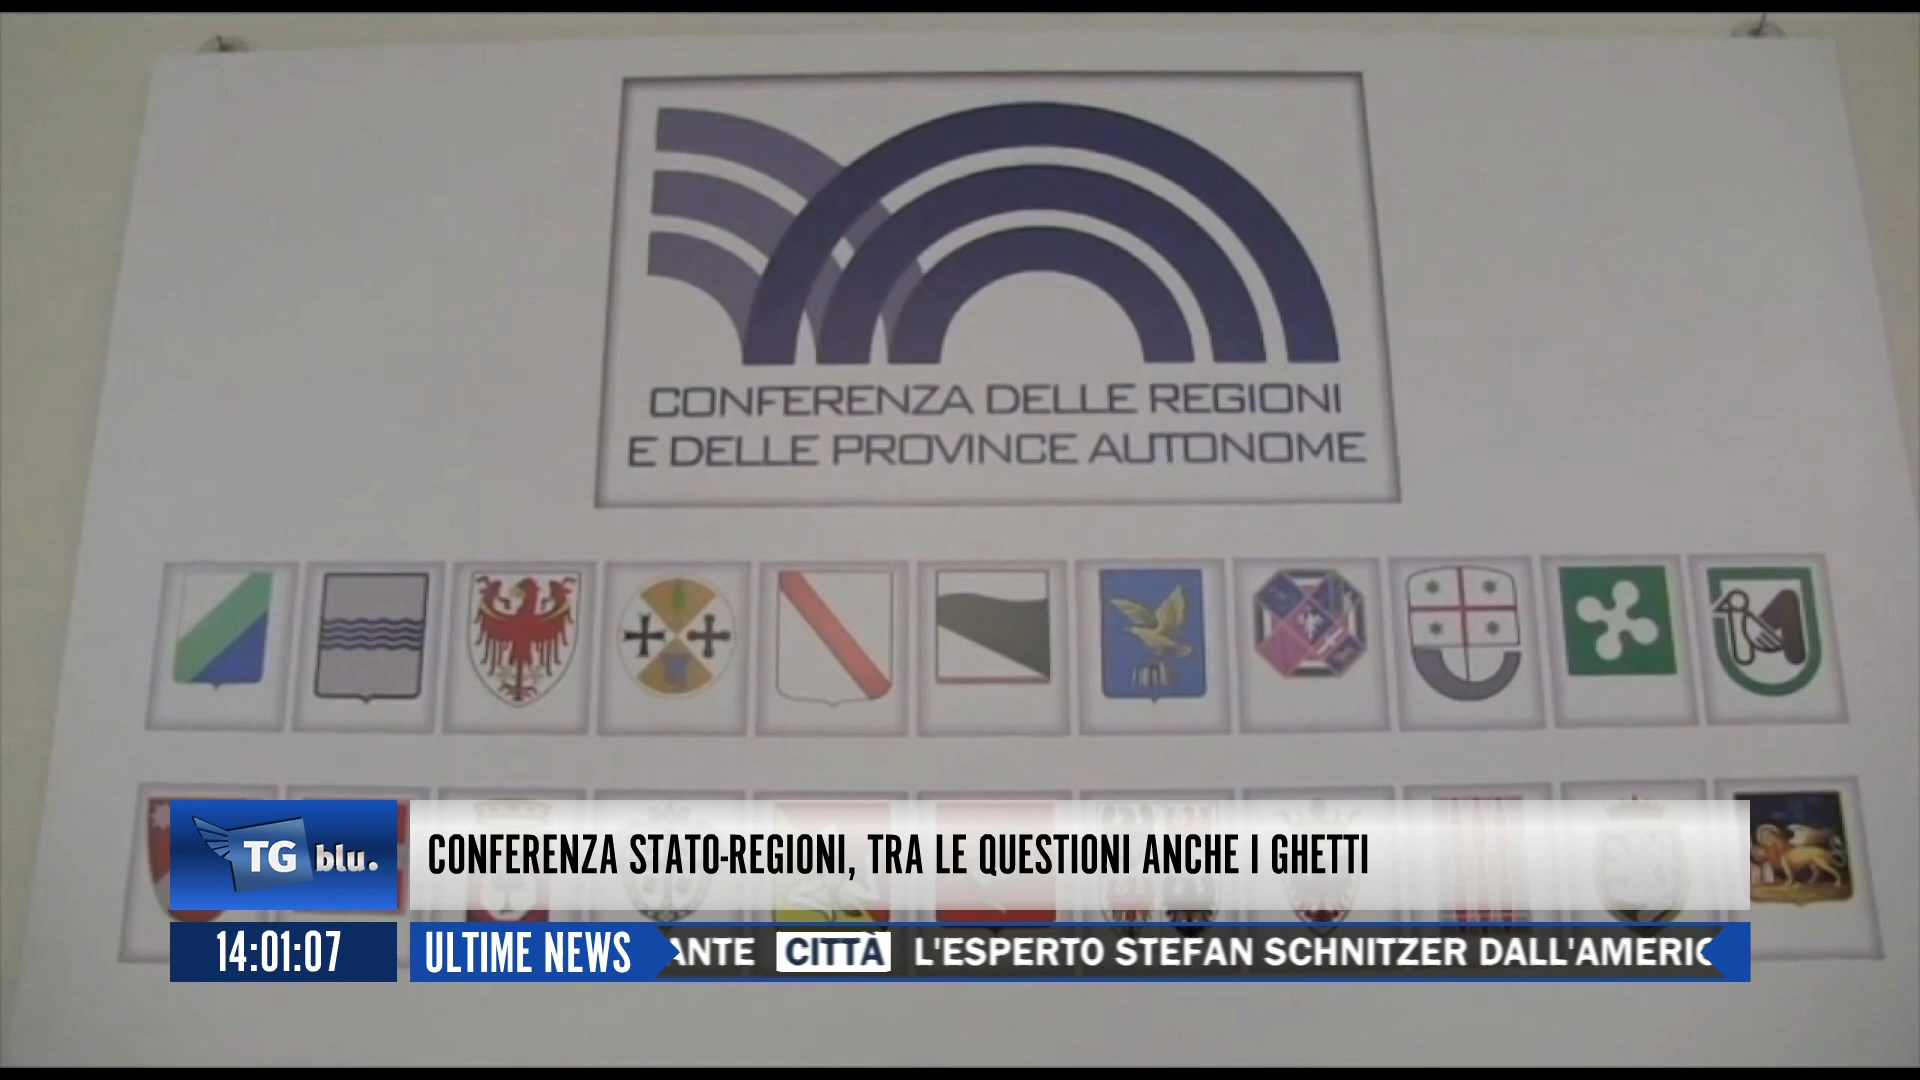 CONFERENZA DELLE REGIONI
E DELLE PROVINCE AUTONOME
TG blu.
CONFERENZA STATO-REGIONI, TRA LE QUESTIONI ANCHE I GHETTI
14:01:07
ULTIME NEWS
ANTE CITTÀ L'ESPERTO STEFAN SCHNITZER DALL'AMERIC